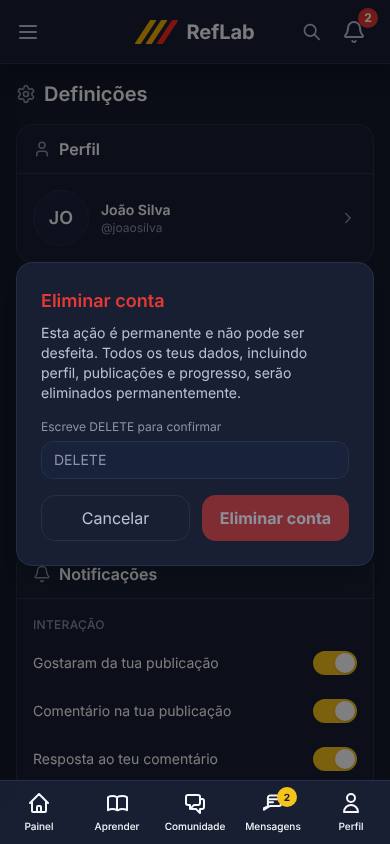 RefLab
2
Definições
Perfil
JO
João Silva
@joaosilva
Eliminar conta
Esta ação é permanente e não pode ser
desfeita. Todos os teus dados, incluindo
perfil, publicações e progresso, serão
eliminados permanentemente.
Escreve DELETE para confirmar
DELETE
Cancelar
Eliminar conta
Notificações
INTERAÇÃO
Gostaram da tua publicação
Comentário na tua publicação
Resposta ao teu comentário
2
Painel
Aprender
Comunidade
Mensagens
Perfil